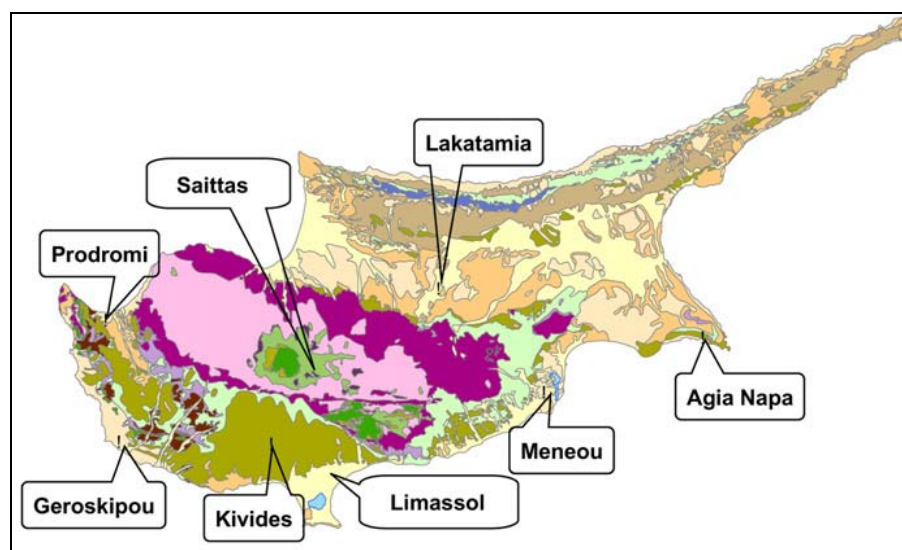 Lakatamia
Saittas
Prodromi
Agia Napa
Meneou
Geroskipou
Kivides
Limassol